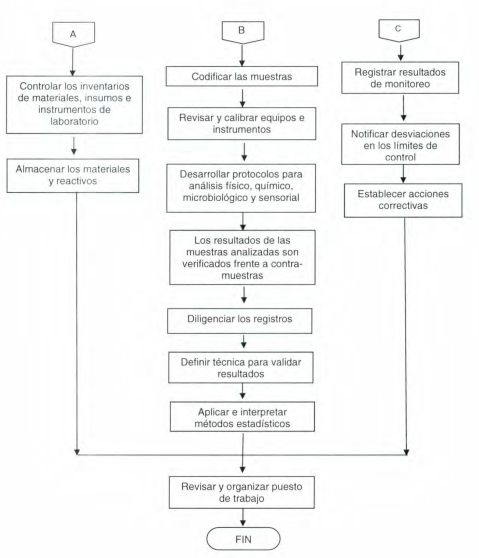 A
Controlar los inventarios
de materiales, insumos e
instrumentos de
laboratorio
Almacenar los materiales
y reactivos
B
Codificar las muestras
Revisar y calibrar equipos e
instrumentos
Desarrollar protocolos para
análisis físico, químico,
microbiológico y sensorial
Los resultados de las
muestras analizadas son
verificados frente a contra-
muestras
Diligenciar los registros
Definir técnica para validar
resultados
Aplicar e interpretar
métodos estadísticos
C
Registrar resultados
de monitoreo
Notificar desviaciones
en los límites de
control
Establecer acciones
correctivas
Revisar y organizar puesto
de trabajo
FIN